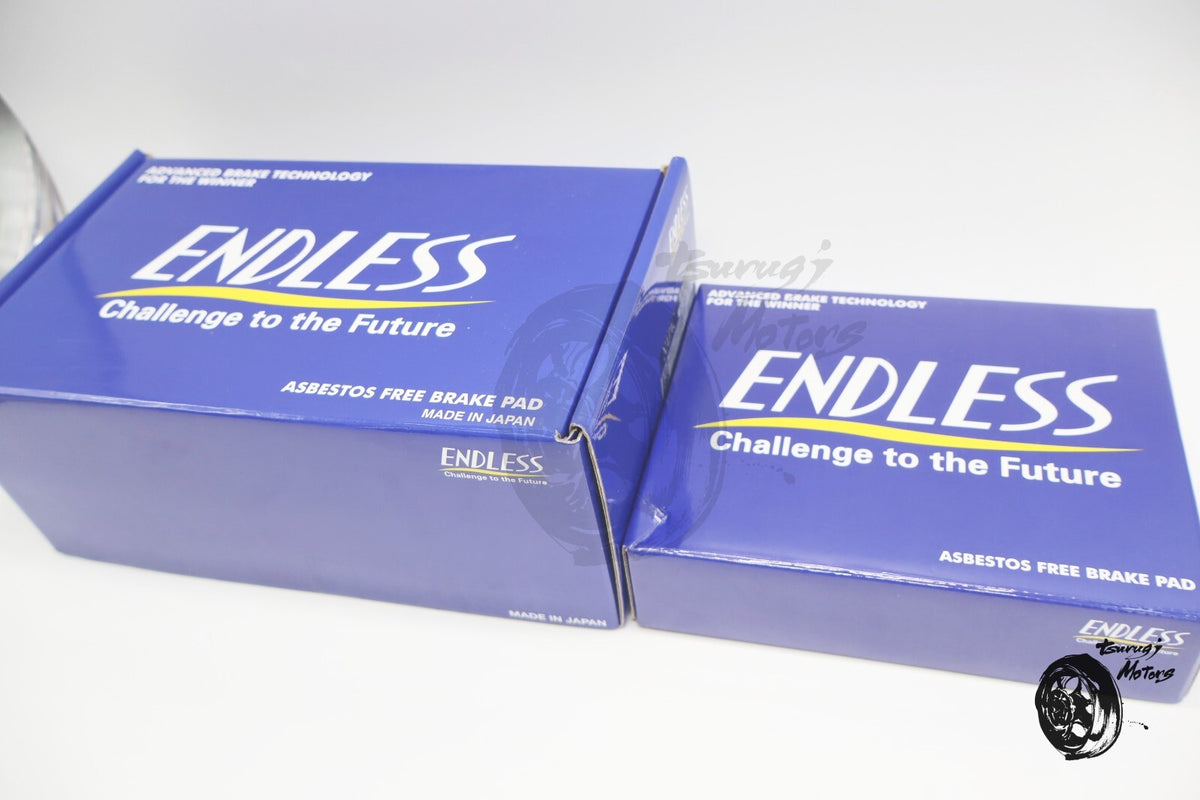 ADVANCED BRAKE TECHNOLOGY
FOR THE WINNER
ENDLESS
Challenge to the Future
ASBESTOS FREE BRAKE PAD
MADE IN JAPAN
ENDLESS
Challenge to the Future
MADE IN JAPAN
ENDLESS
tsurugi
Motors
ADVANCED BRAKE TECHNOLOGY
FOR THE WINNER
ENDLESS
Challenge to the Future
ASBESTOS FREE BRAKE PAD
ENDLESS
tsurugi
Motors